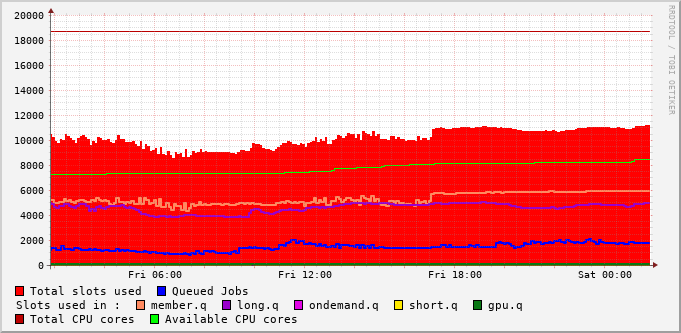 RRDTOOL / TOBI OETIKER
20000
18000
16000
14000
12000
10000
8000
6000
4000
2000
0
Fri 06:00 Fri 12:00 Fri 18:00 Sat 00:00
Total slots used Queued Jobs
Slots used in : member.q long.q ondemand.q short.q gpu.q
Total CPU cores Available CPU cores